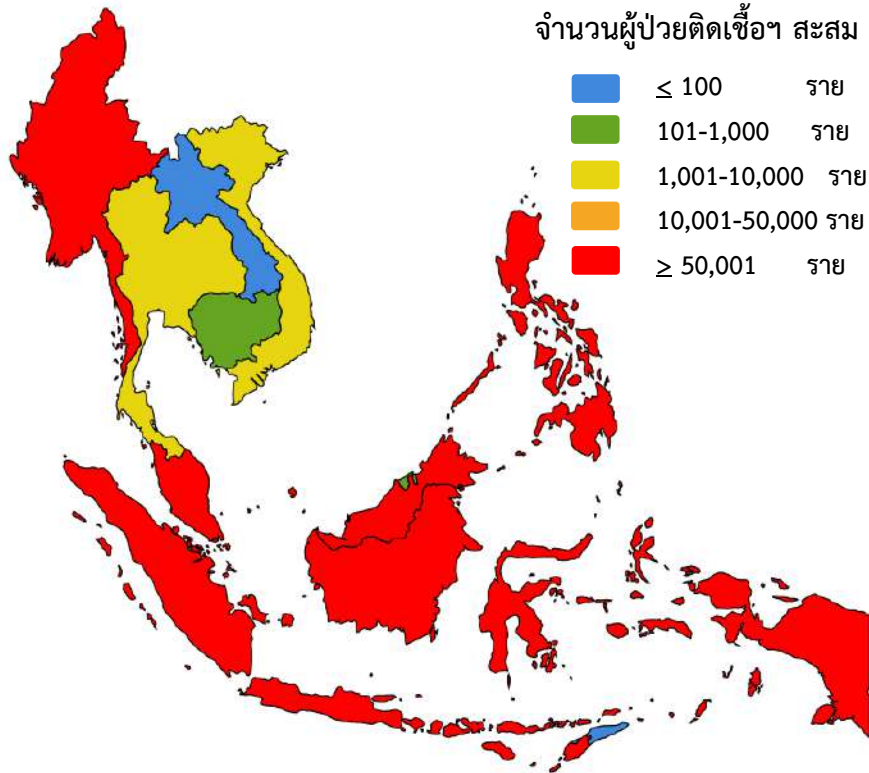 จำนวนผู้ป่วยติดเชื้อฯ สะสม
≤ 100 ราย
101-1,000 ราย
1,001-10,000 ราย
10,001-50,000 ราย
≥ 50,001 ราย